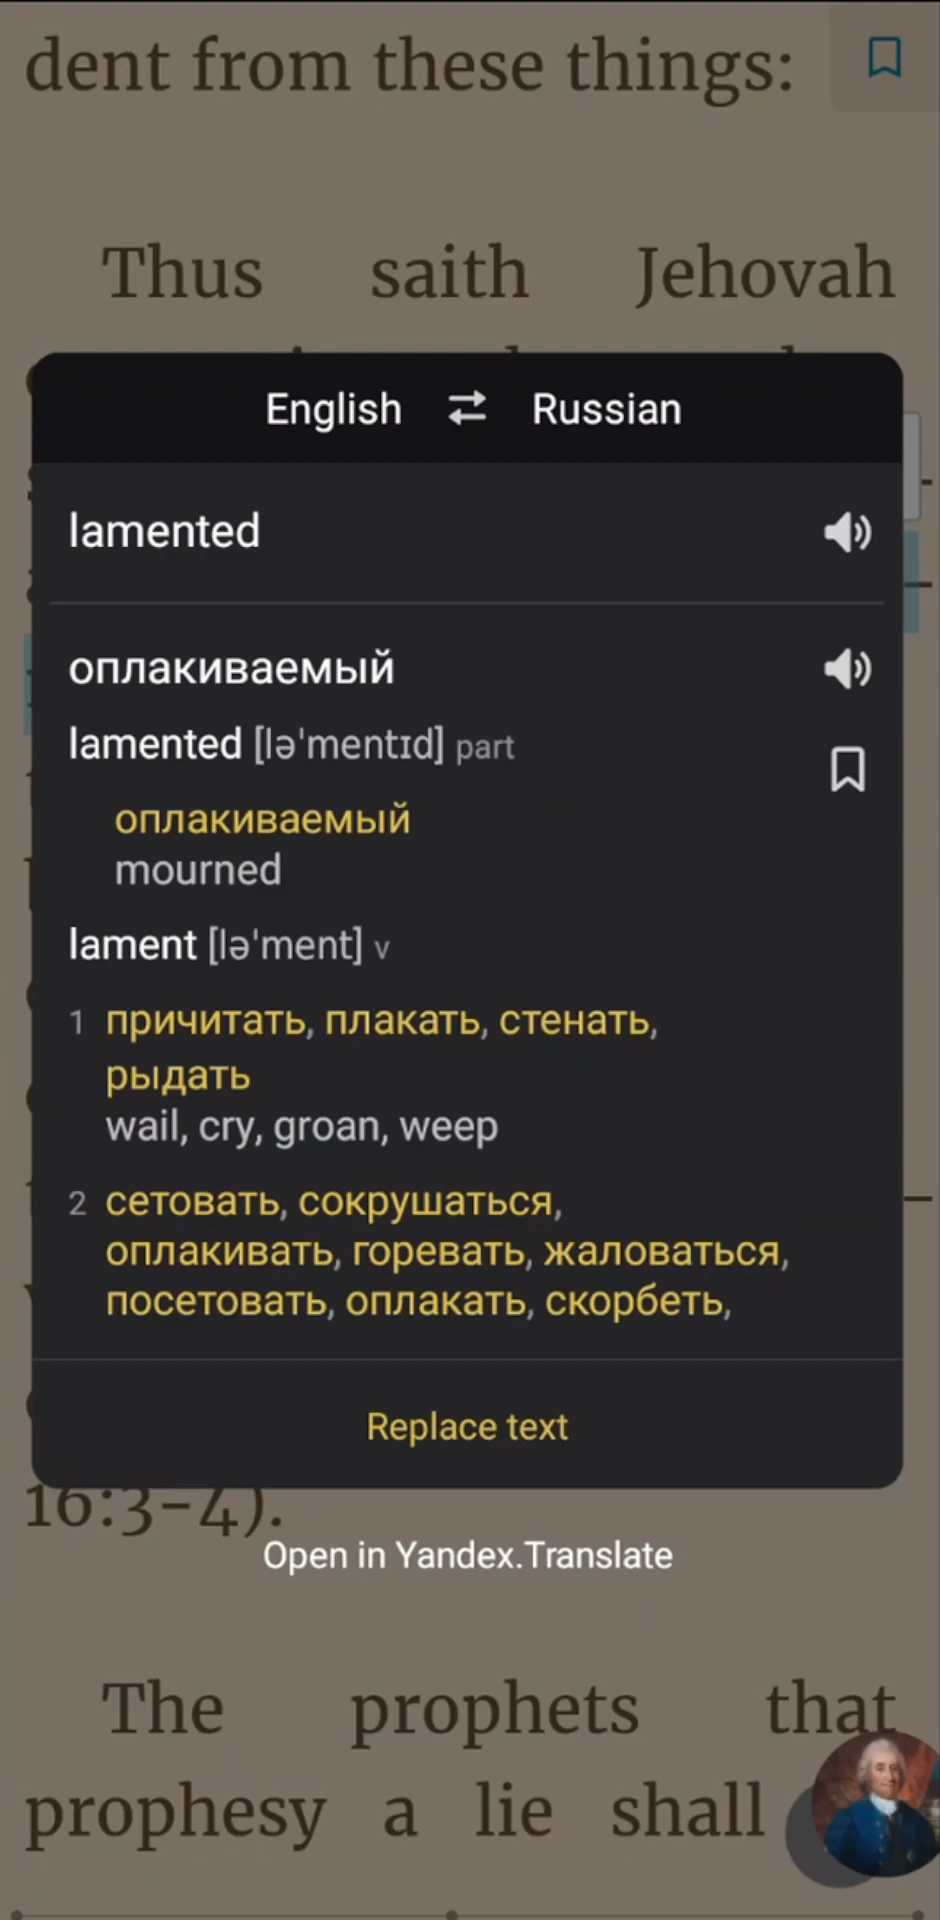 dent from these things:
Thus saith Jehovah
English Russian
lamented
оплакиваемый
lamented [lə'mentɪd] part
оплакиваемый
mourned
lament [lə'ment] v
1 причитать, плакать, стенать,
рыдать
wail, cry, groan, weep
2 сетовать, сокрушаться,
оплакивать, горевать, жаловаться,
посетовать, оплакать, скорбеть,
Replace text
16:3-4).
Open in Yandex.Translate
The prophets that
prophesy a lie shall